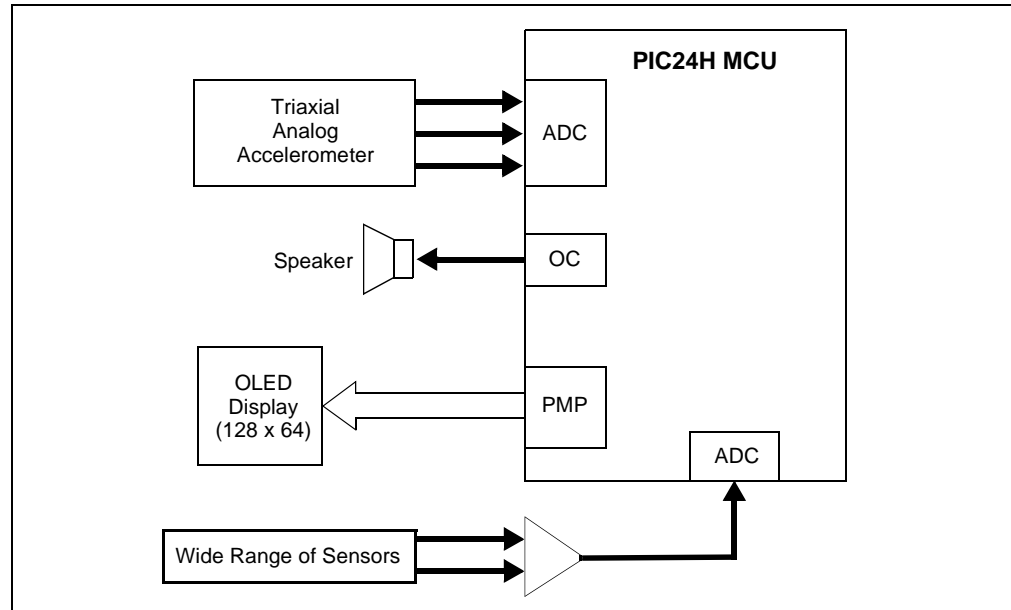 PIC24H MCU
Triaxial
Analog
Accelerometer
ADC
Speaker
OC
OLED
Display
(128 x 64)
PMP
ADC
Wide Range of Sensors